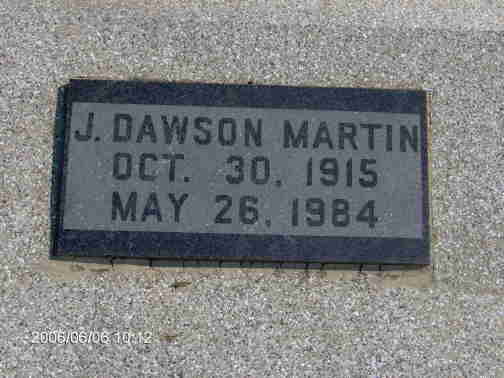 J. DAWSON MARTIN
OCT. 30, 1915
MAY 26, 1984
2006/06/06 10:12